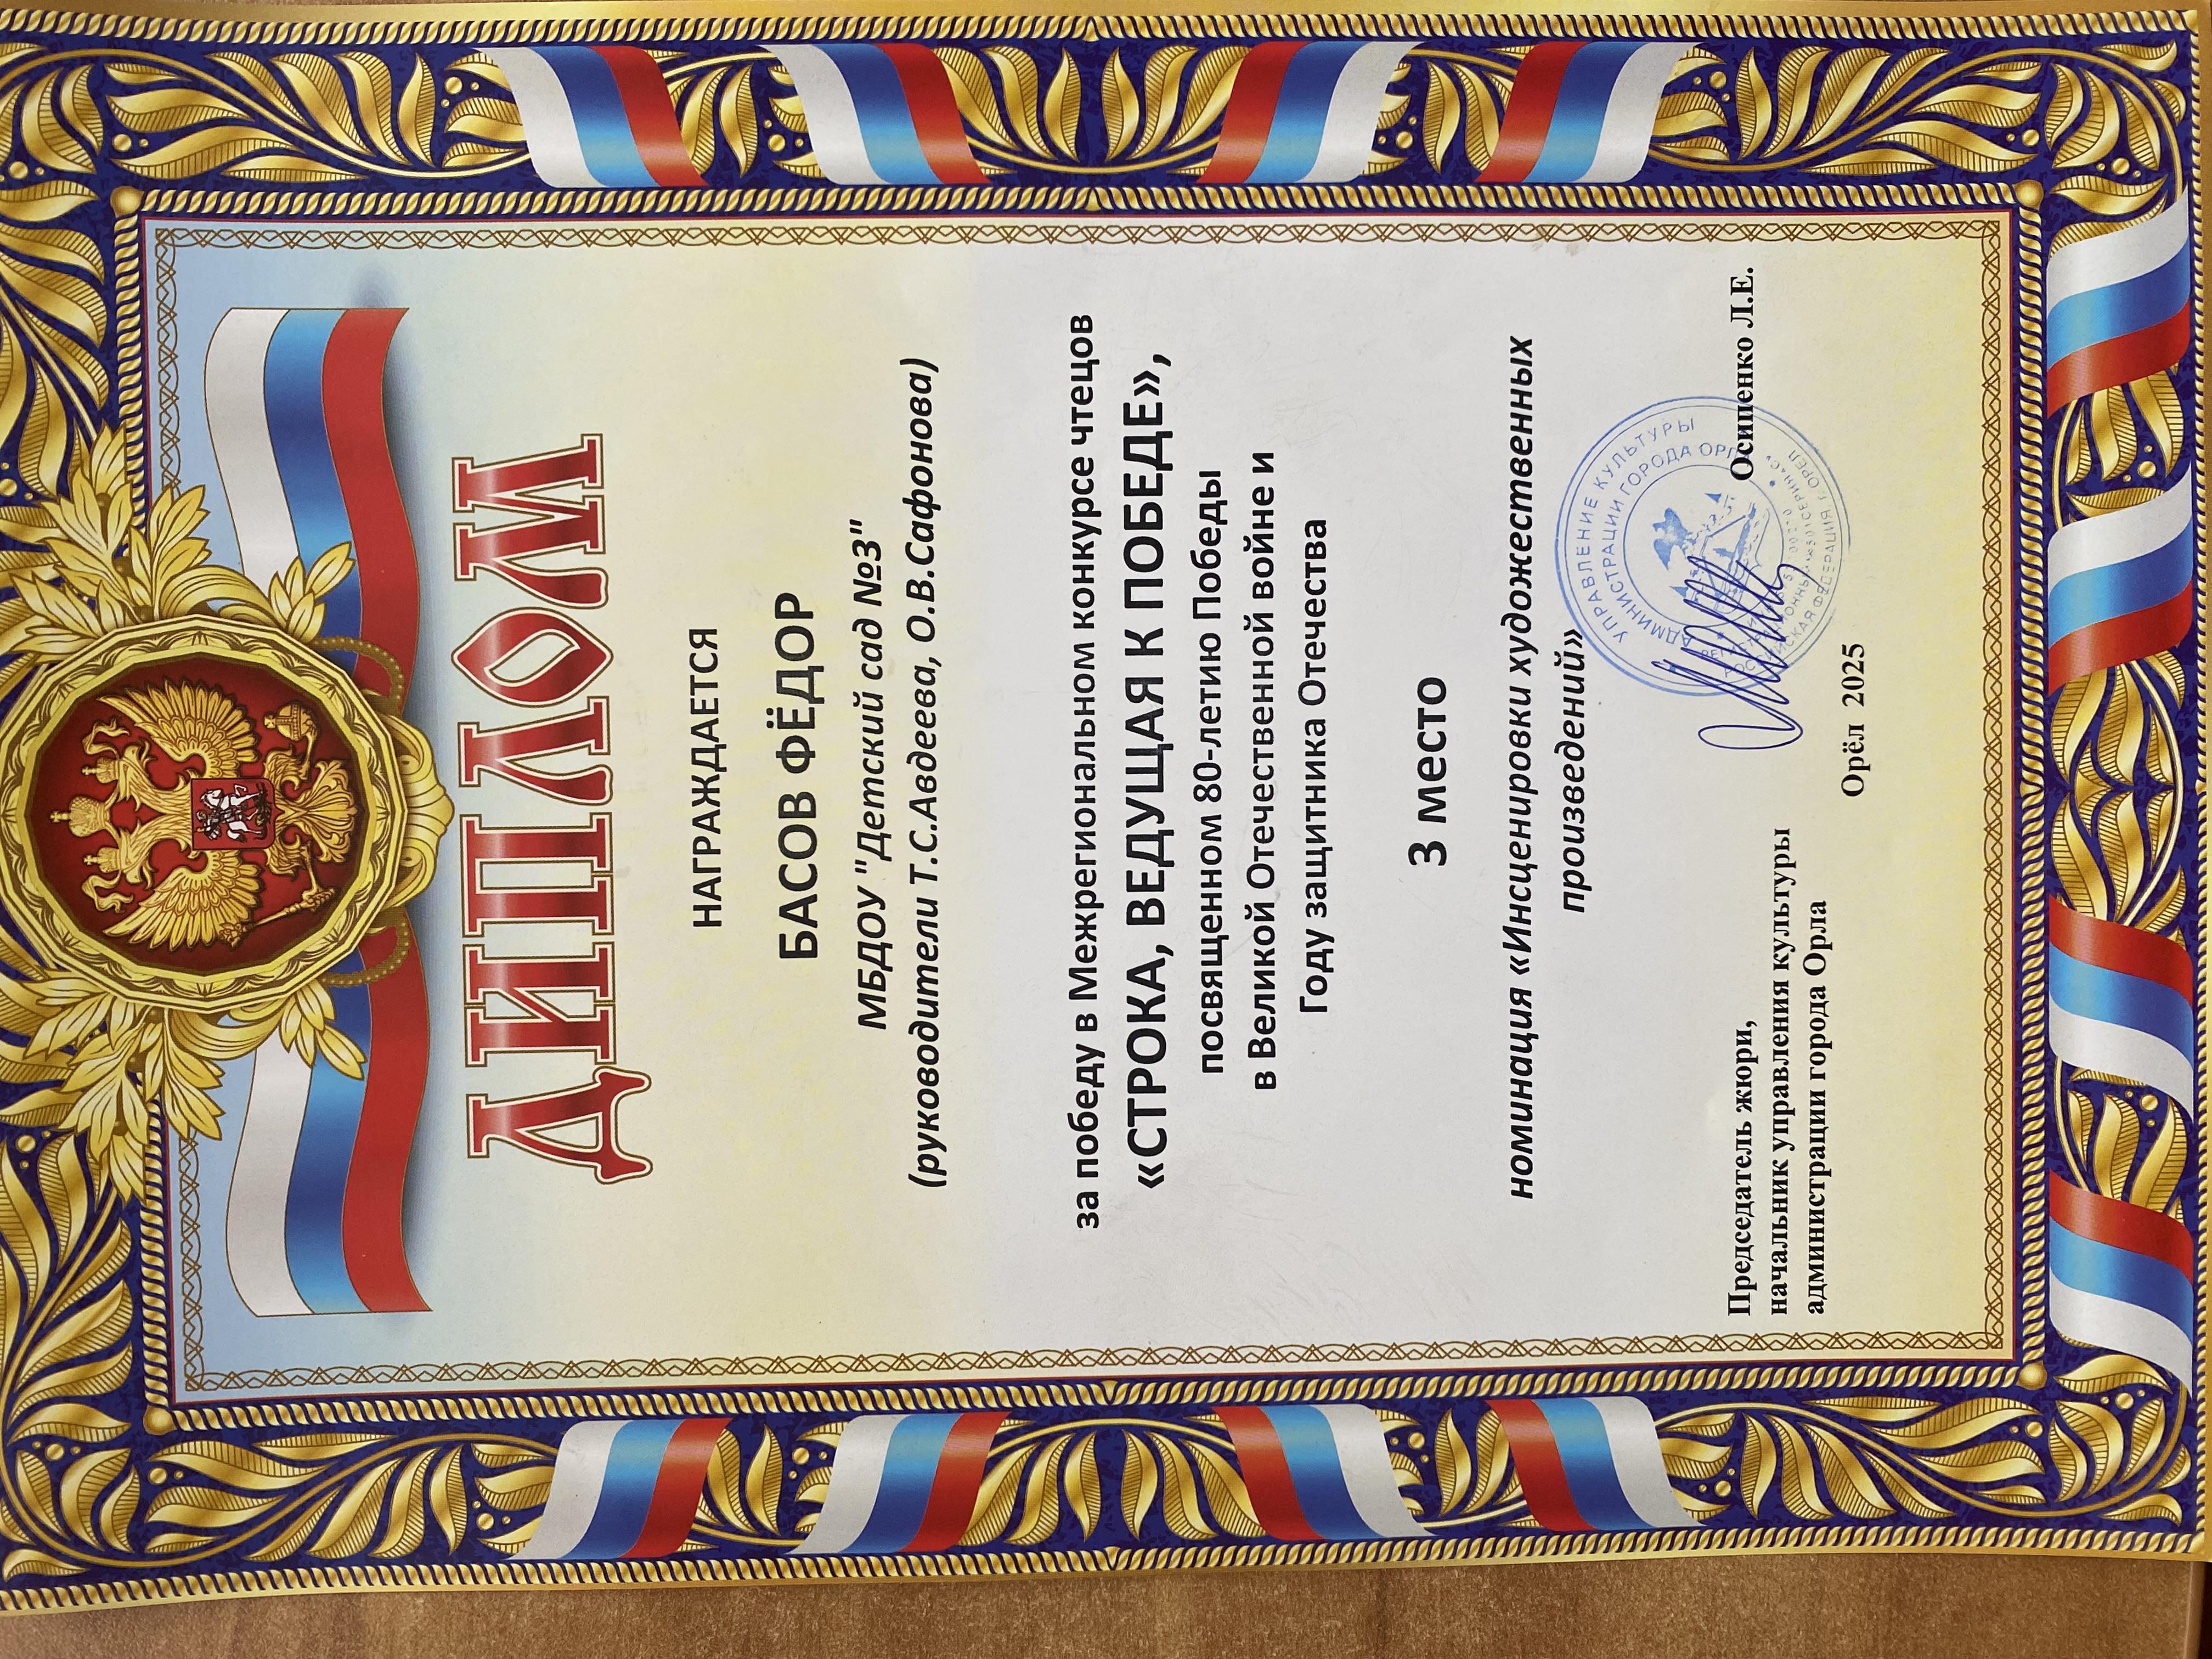 ДИПЛОМ
НАГРАЖДАЕТСЯ
БАСОВ ФЁДОР
МБДОУ "Детский сад №3"
(руководители Т.С.Авдеева, О.В.Сафонова)
за победу в Межрегиональном конкурсе чтецов
«СТРОКА, ВЕДУЩАЯ К ПОБЕДЕ»,
посвященном 80-летию Победы
в Великой Отечественной войне и
Году защитника Отечества
3 место
номинация «Инсценировки художественных
произведений»
Председатель жюри,
начальник управления культуры
администрации города Орла
Осипенко Л.Е.
УПРАВЛЕНИЕ КУЛЬТУРЫ
АДМИНИСТРАЦИИ ГОРОДА
Орёл 2025